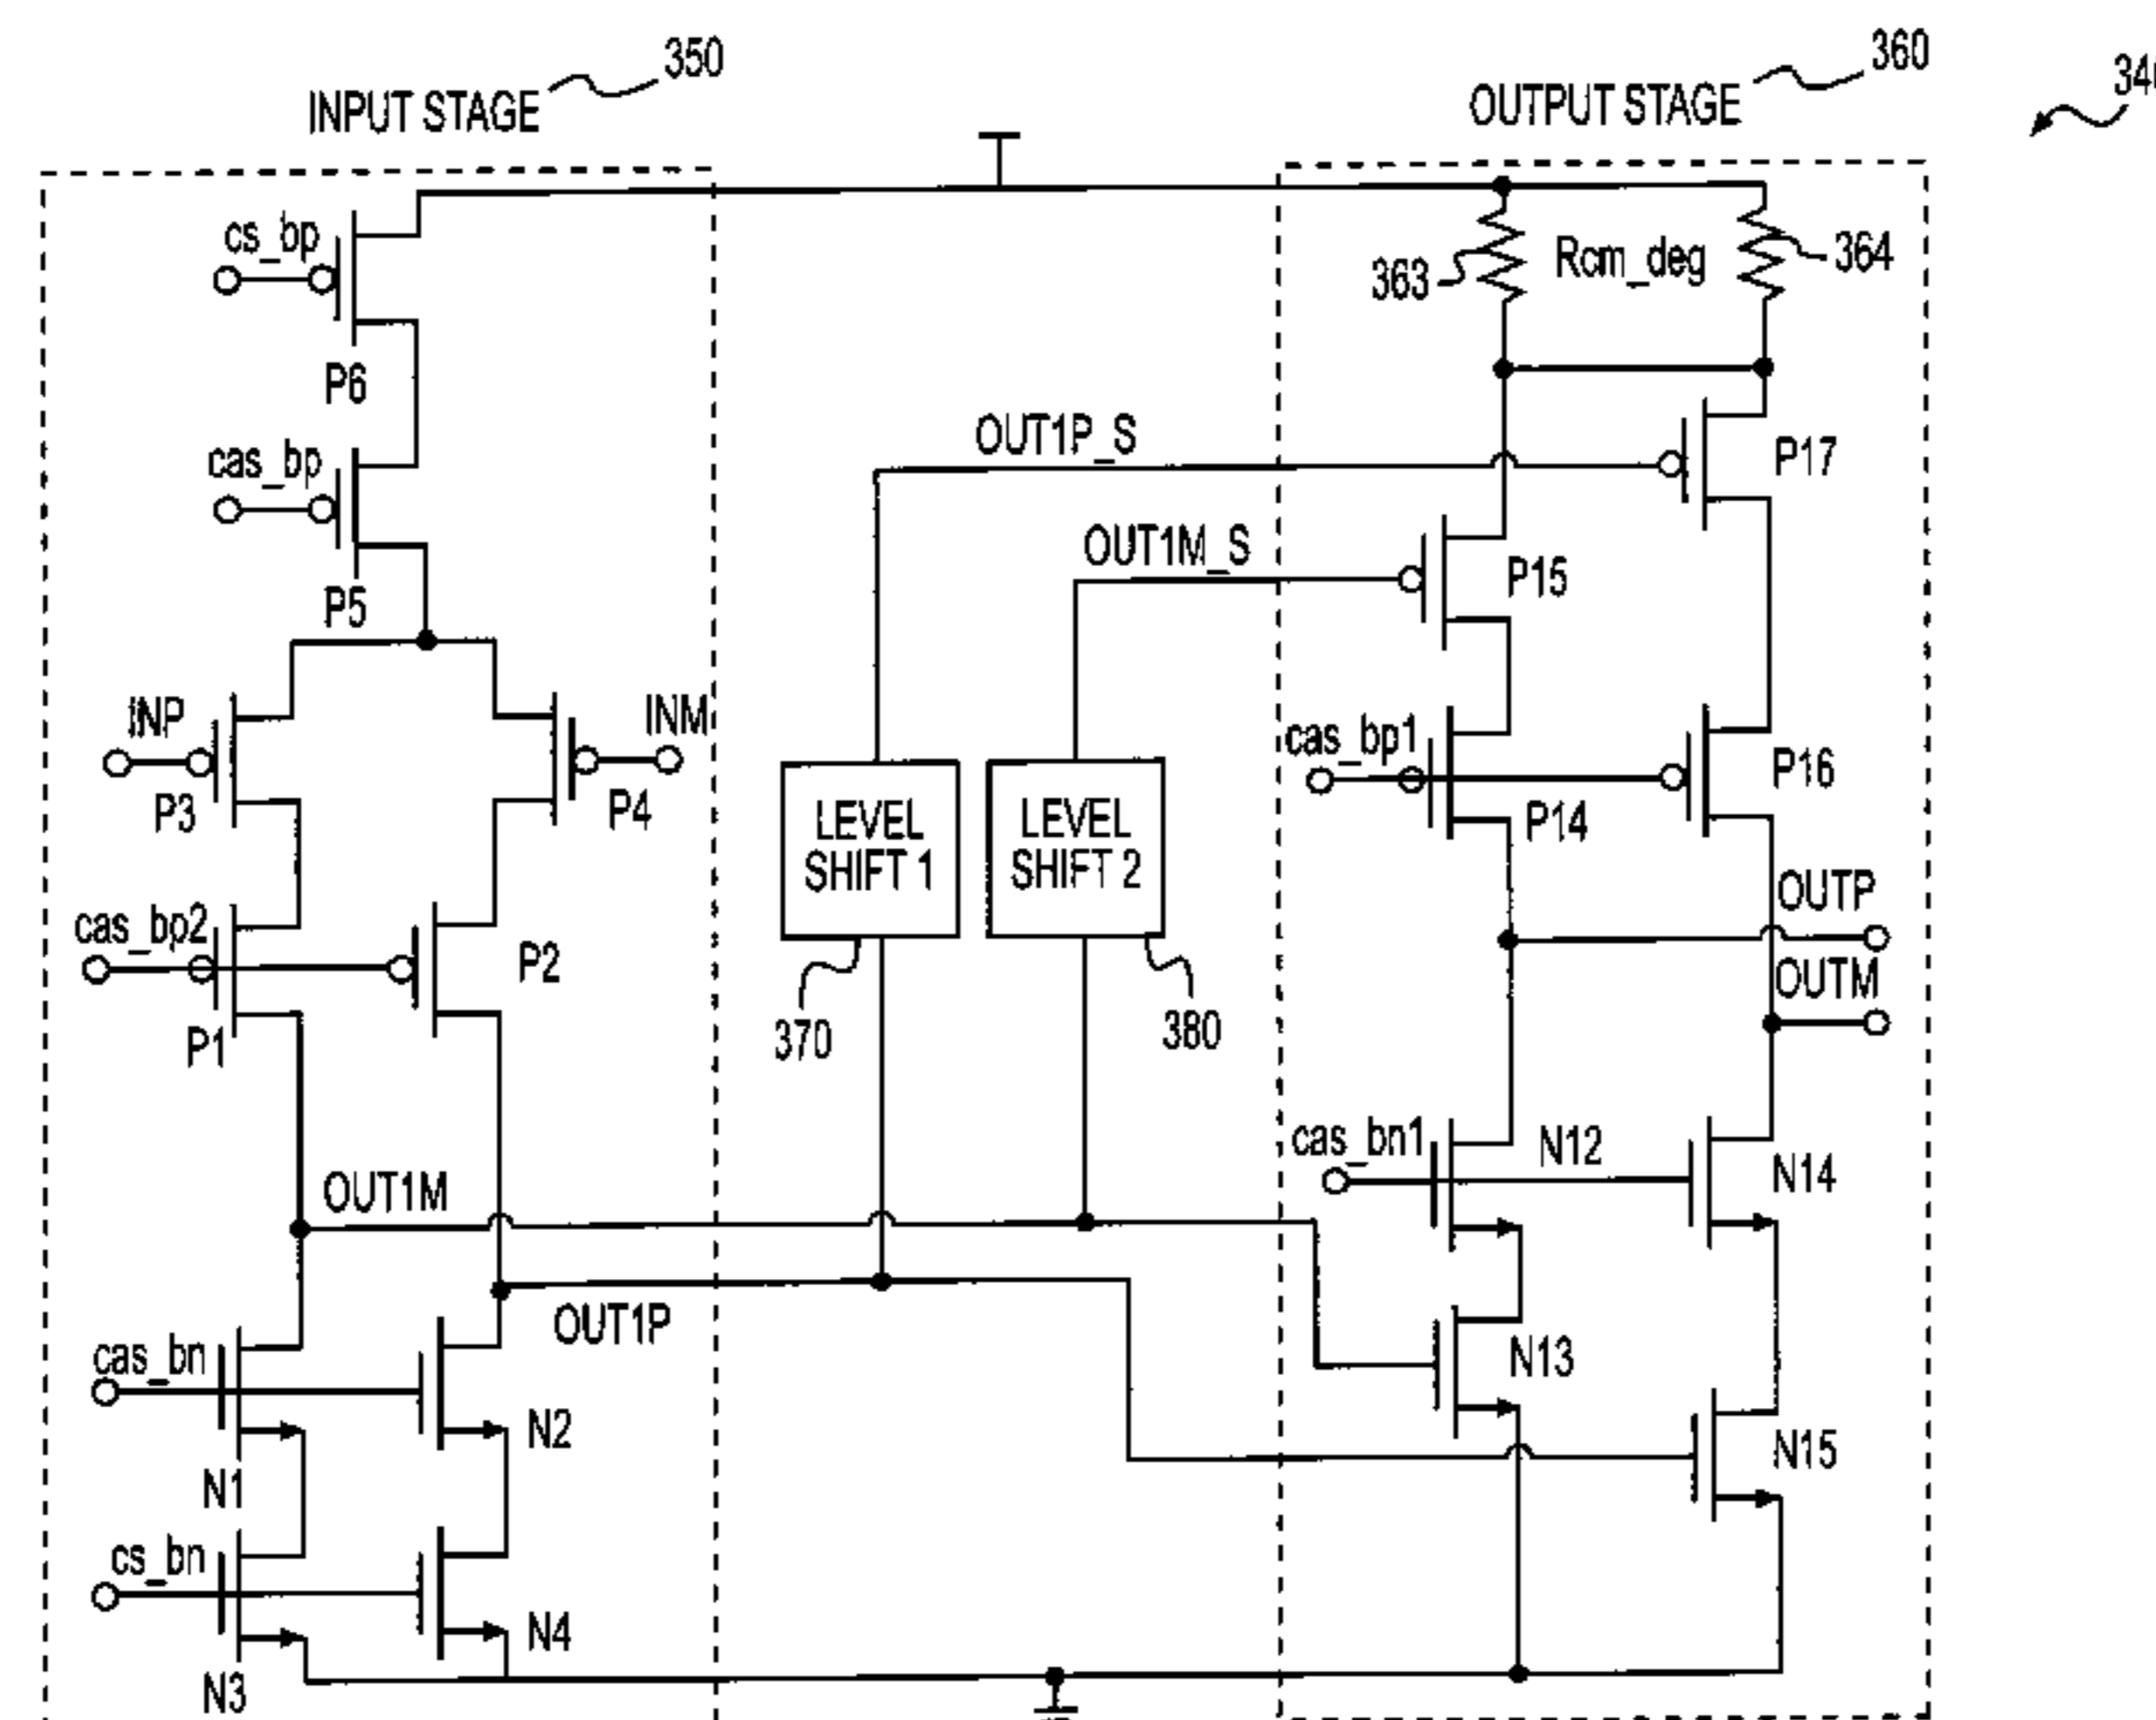 INPUT STAGE
350
OUTPUT STAGE
360
cs_bp
P6
363
Rcm_deg
364
cas_bp
P5
OUT1P_S
P17
OUT1M_S
P15
INP
P3
INM
P4
LEVEL
SHIFT 1
LEVEL
SHIFT 2
cas_bp1
P14
P16
cas_bp2
P1
P2
370
380
OUTP
OUTM
OUT1M
OUT1P
cas_bn1
N12
N14
cas_bn
N1
N2
N13
N15
cs_bn
N3
N4